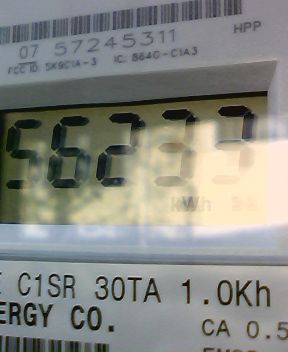 07 57245311
HPP
FCC ID: SK9C1A-3 IC: 864G-C1A3
56233
kWh
E C1SR 30TA 1.0Kh
ERGY CO.
CA 0.5